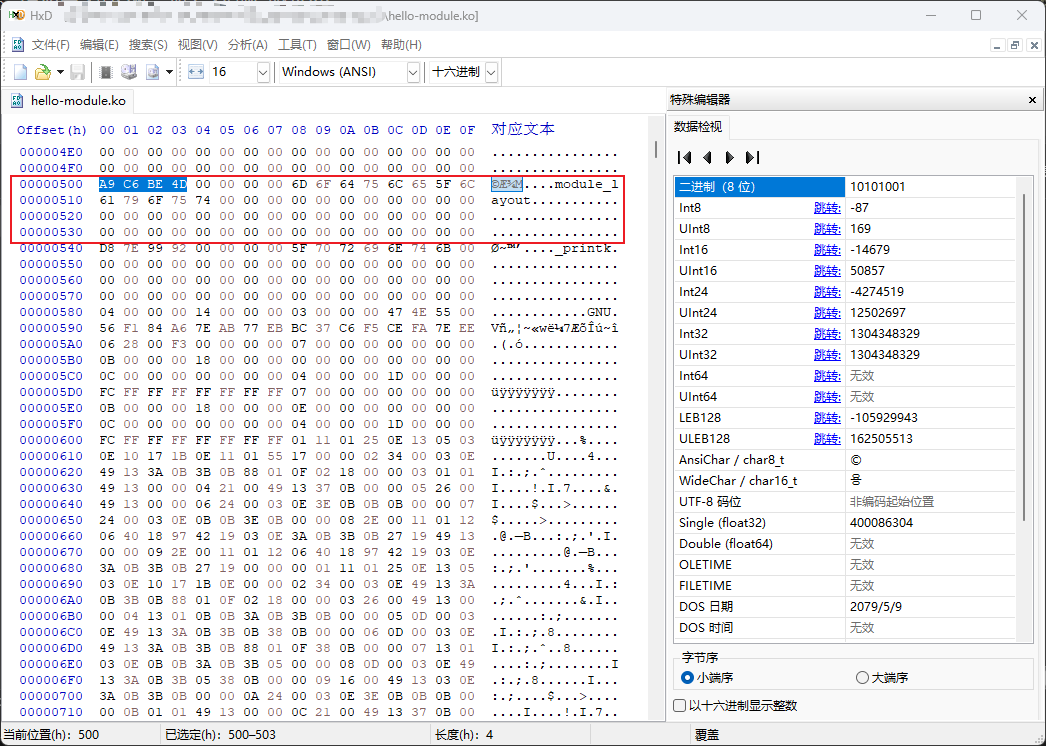 HxD \hello-module.ko]
文件(F) 编辑(E) 搜索(S) 视图(V) 分析(A) 工具(T) 窗口(W) 帮助(H)
16 Windows (ANSI) 十六进制
hello-module.ko
Offset(h) 00 01 02 03 04 05 06 07 08 09 0A 0B 0C 0D 0E 0F 对应文本
000004E0 00 00 00 00 00 00 00 00 00 00 00 00 00 00 00 00 ................
000004F0 00 00 00 00 00 00 00 00 00 00 00 00 00 00 00 00 ................
00000500 A9 C6 BE 4D 00 00 00 00 6D 6F 64 75 6C 65 5F 6C ©Æ¾M....module_l
00000510 61 79 6F 75 74 00 00 00 00 00 00 00 00 00 00 00 ayout...........
00000520 00 00 00 00 00 00 00 00 00 00 00 00 00 00 00 00 ................
00000530 00 00 00 00 00 00 00 00 00 00 00 00 00 00 00 00 ................
00000540 D8 7E 99 92 00 00 00 00 5F 70 72 69 6E 74 6B 00 Ø~™’...._printk.
00000550 00 00 00 00 00 00 00 00 00 00 00 00 00 00 00 00 ................
00000560 00 00 00 00 00 00 00 00 00 00 00 00 00 00 00 00 ................
00000570 00 00 00 00 00 00 00 00 00 00 00 00 00 00 00 00 ................
00000580 04 00 00 00 14 00 00 00 03 00 00 00 47 4E 55 00 ............GNU.
00000590 56 F1 84 A6 7E AB 77 EB BC 37 C6 F5 CE FA 7E EE Vñ„¦~«wë¼7ÆõÎú~î
000005A0 06 28 00 F3 00 00 00 00 07 00 00 00 00 00 00 00 .(.ó............
000005B0 0B 00 00 00 18 00 00 00 00 00 00 00 00 00 00 00 ................
000005C0 0C 00 00 00 00 00 00 00 04 00 00 00 1D 00 00 00 ................
000005D0 FC FF FF FF FF FF FF FF 07 00 00 00 00 00 00 00 üÿÿÿÿÿÿÿ........
000005E0 0B 00 00 00 18 00 00 00 0E 00 00 00 00 00 00 00 ................
000005F0 0C 00 00 00 00 00 00 00 04 00 00 00 1D 00 00 00 ................
00000600 FC FF FF FF FF FF FF FF 01 11 01 25 0E 13 05 03 üÿÿÿÿÿÿÿ...%....
00000610 0E 10 17 1B 0E 11 01 55 17 00 00 02 34 00 03 0E .......U....4...
00000620 49 13 3A 0B 3B 0B 88 01 0F 02 18 00 00 03 01 01 I.:.;.ˆ.........
00000630 49 13 00 00 04 21 00 49 13 37 0B 00 00 05 26 00 I....!.I.7....&.
00000640 49 13 00 00 06 24 00 03 0E 3E 0B 0B 0B 00 00 07 I....$...>......
00000650 24 00 03 0E 0B 0B 3E 0B 00 00 08 2E 00 11 01 12 $.....>.........
00000660 06 40 18 97 42 19 03 0E 3A 0B 3B 0B 27 19 49 13 .@.—B...:.;.'.I.
00000670 00 00 09 2E 00 11 01 12 06 40 18 97 42 19 03 0E .........@.—B...
00000680 3A 0B 3B 0B 27 19 00 00 00 01 11 01 25 0E 13 05 :.;.'.......%...
00000690 03 0E 10 17 1B 0E 00 00 02 34 00 03 0E 49 13 3A .........4...I.:
000006A0 0B 3B 0B 88 01 0F 02 18 00 00 03 26 00 49 13 00 .;.ˆ.......&.I..
000006B0 00 04 13 01 0B 0B 3A 0B 3B 0B 00 00 05 0D 00 03 ......:.;.......
000006C0 0E 49 13 3A 0B 3B 0B 38 0B 00 00 06 0D 00 03 0E .I.:.;.8........
000006D0 49 13 3A 0B 3B 0B 88 01 0F 38 0B 00 00 07 13 01 I.:.;.ˆ..8......
000006E0 03 0E 0B 0B 3A 0B 3B 05 00 00 08 0D 00 03 0E 49 ....:.;........I
000006F0 13 3A 0B 3B 05 38 0B 00 00 09 16 00 49 13 03 0E .:.;.8......I...
00000700 3A 0B 3B 0B 00 00 0A 24 00 03 0E 3E 0B 0B 0B 00 :.;....$...>....
00000710 00 0B 01 01 49 13 00 00 0C 21 00 49 13 37 0B 00 ....I....!.I.7..
特殊编辑器
数据检视
二进制（8 位） 10101001
Int8 跳转: -87
UInt8 跳转: 169
Int16 跳转: -14679
UInt16 跳转: 50857
Int24 跳转: -4274519
UInt24 跳转: 12502697
Int32 跳转: 1304348329
UInt32 跳转: 1304348329
Int64 跳转: 无效
UInt64 跳转: 无效
LEB128 跳转: -105929943
ULEB128 跳转: 162505513
AnsiChar / char8_t ©
WideChar / char16_t
UTF-8 码位 非编码起始位置
Single (float32) 400086304
Double (float64) 无效
OLETIME 无效
FILETIME 无效
DOS 日期 2079/5/9
DOS 时间 无效
字节序
小端序 大端序
以十六进制显示整数
当前位置(h): 500 已选定(h): 500-503 长度(h): 4 覆盖